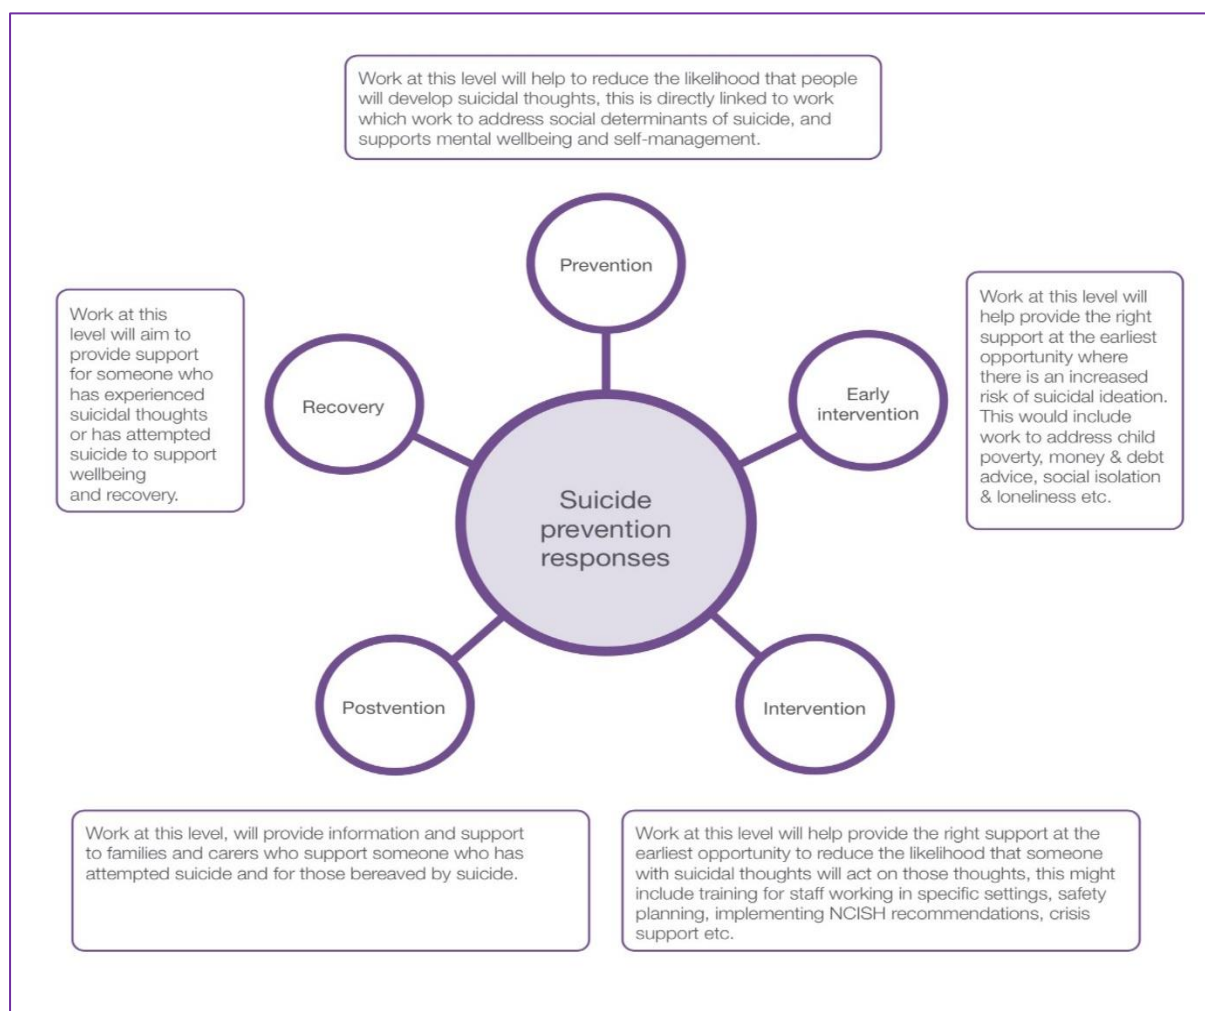 Work at this level will help to reduce the likelihood that people
will develop suicidal thoughts, this is directly linked to work
which work to address social determinants of suicide, and
supports mental wellbeing and self-management.
Prevention
Work at this
level will aim to
provide support
for someone who
has experienced
suicidal thoughts
or has attempted
suicide to support
wellbeing
and recovery.
Recovery
Early
intervention
Work at this level will
help provide the right
support at the earliest
opportunity where
there is an increased
risk of suicidal ideation.
This would include
work to address child
poverty, money & debt
advice, social isolation
& loneliness etc.
Suicide
prevention
responses
Postvention
Intervention
Work at this level, will provide information and support
to families and carers who support someone who has
attempted suicide and for those bereaved by suicide.
Work at this level will help provide the right support at the
earliest opportunity to reduce the likelihood that someone
with suicidal thoughts will act on those thoughts, this might
include training for staff working in specific settings, safety
planning, implementing NCISH recommendations, crisis
support etc.